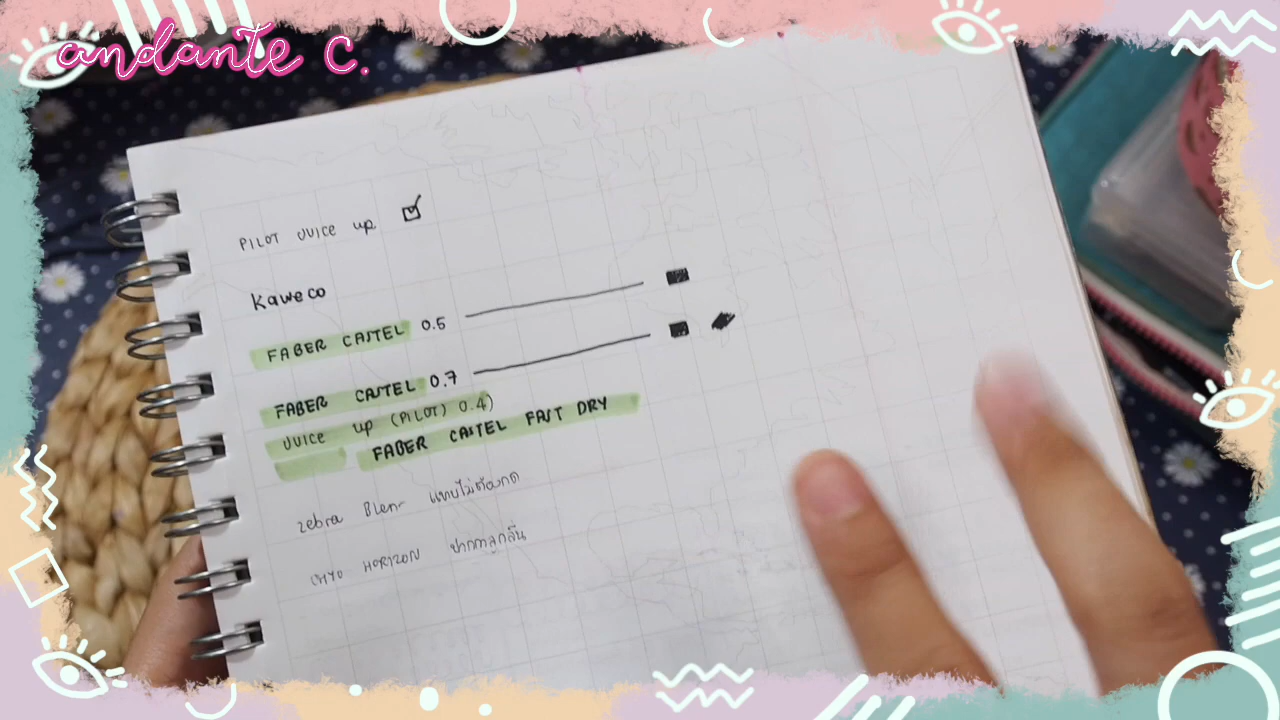 andante c.
PILOT JUICE up
Kaweco
FABER CASTEL 0.5
FABER CASTEL 0.7
JUICE up (PILOT) 0.4)
FABER CASTEL FAST DRY
Zebra Blen แทบไม่ต้องกด
OHTO HORIZON ปากกาลูกลื่น